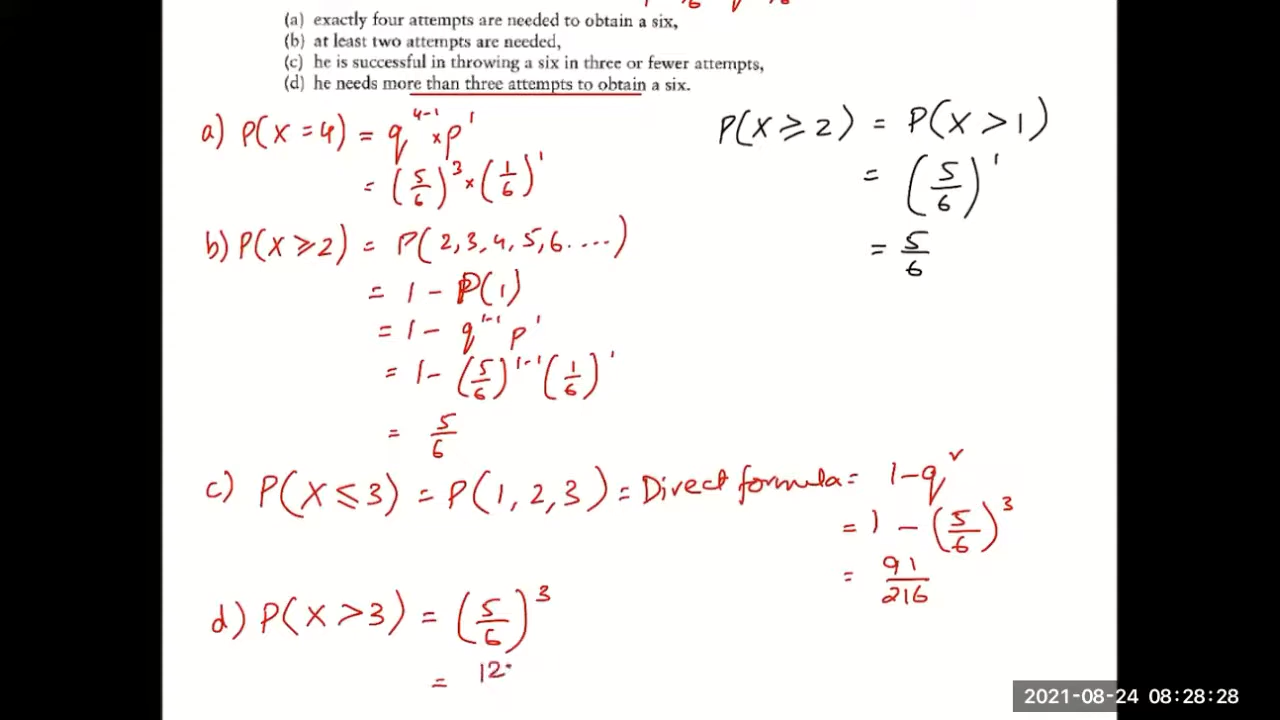 (a) exactly four attempts are needed to obtain a six,
(b) at least two attempts are needed,
(c) he is successful in throwing a six in three or fewer attempts,
(d) he needs more than three attempts to obtain a six.
a) P(X = 4) = q^(4-1) × p^1
= (5/6)^3 × (1/6)^1
b) P(X ≥ 2) = P(2, 3, 4, 5, 6 ....)
= 1 - P(1)
= 1 - q^(1-1) p^1
= 1 - (5/6)^(1-1) (1/6)^1
= 5/6
P(X ≥ 2) = P(X > 1)
= (5/6)^1
= 5/6
c) P(X ≤ 3) = P(1, 2, 3) = Direct formula = 1 - q^r
= 1 - (5/6)^3
= 91/216
d) P(X > 3) = (5/6)^3
= 12
2021-08-24 08:28:28